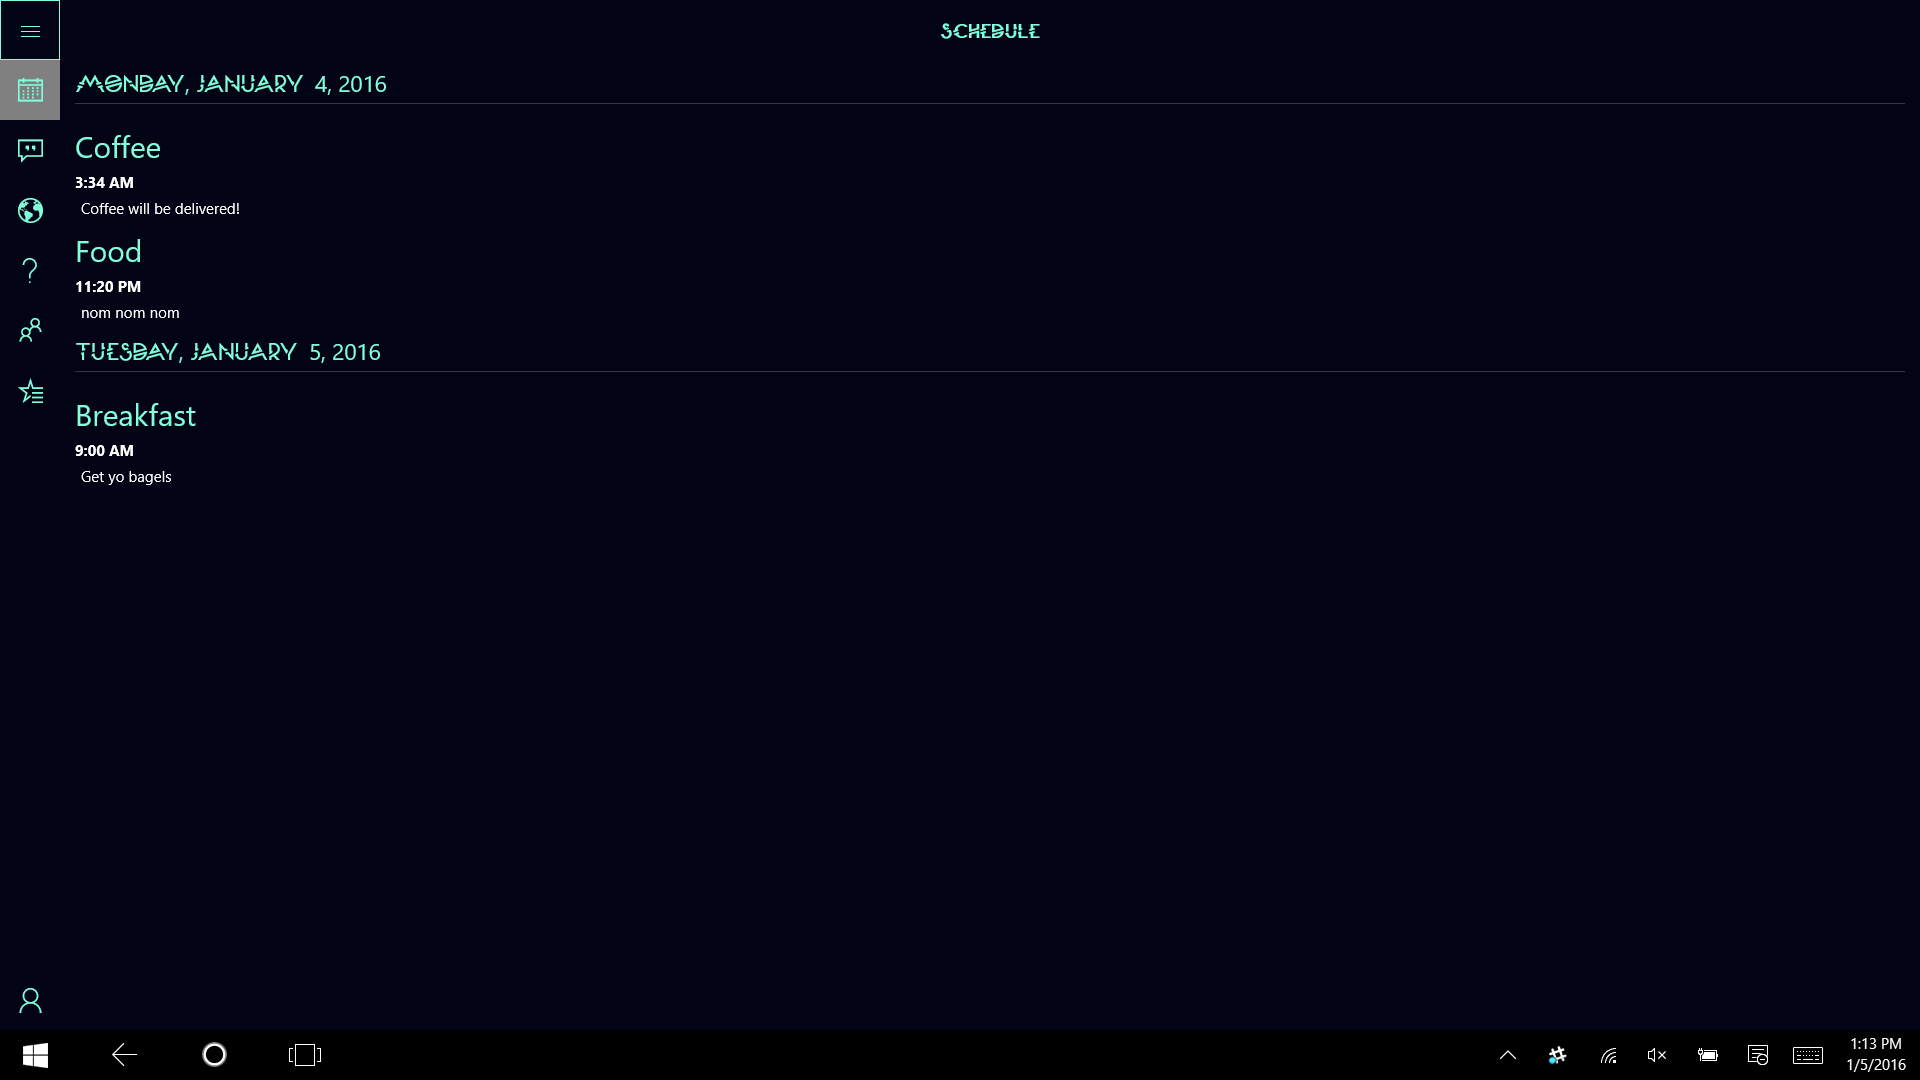 SCHEDULE
MONDAY, JANUARY 4, 2016
Coffee
3:34 AM
Coffee will be delivered!
Food
11:20 PM
nom nom nom
TUESDAY, JANUARY 5, 2016
Breakfast
9:00 AM
Get yo bagels
1:13 PM
1/5/2016